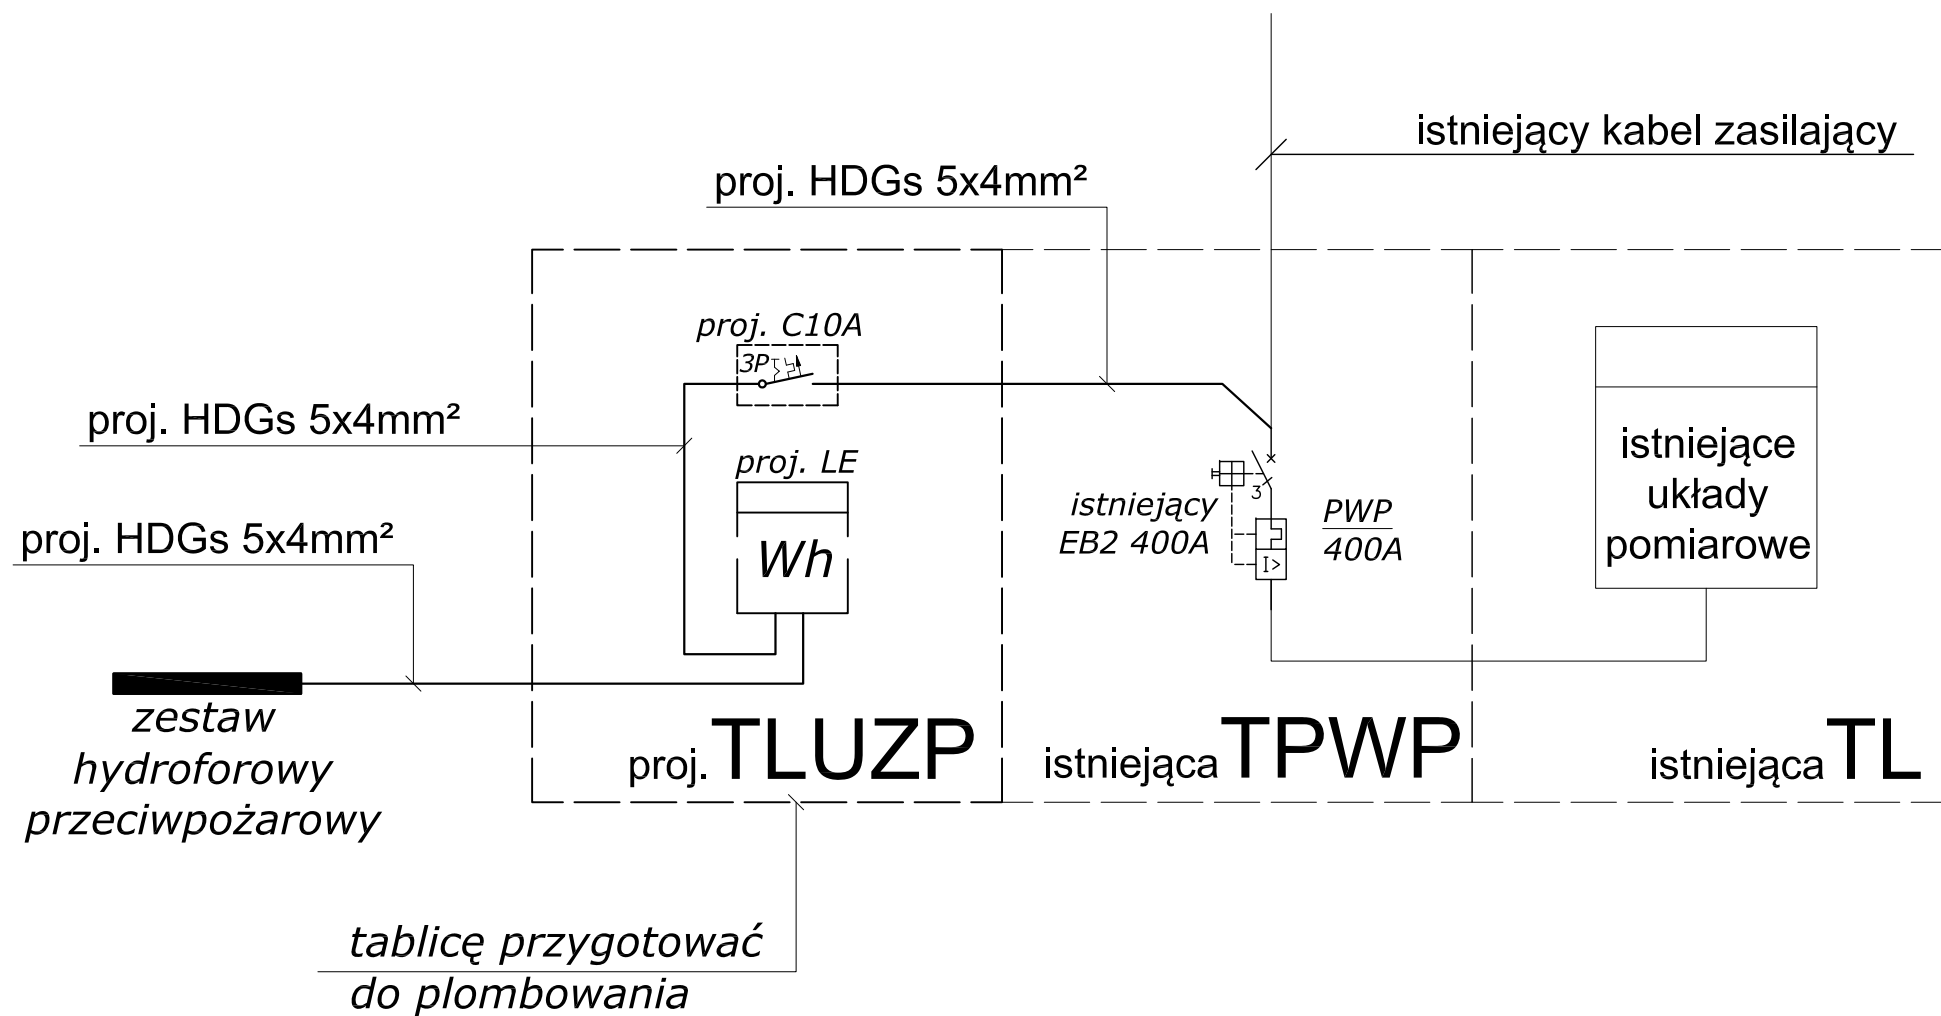 istniejący kabel zasilający
proj. HDGs 5x4mm²
proj. C10A
3P
proj. HDGs 5x4mm²
proj. LE
Wh
proj. HDGs 5x4mm²
istniejący
EB2 400A
3
I>
PWP
400A
istniejące
układy
pomiarowe
zestaw
hydroforowy
przeciwpożarowy
proj. TLUZP
istniejąca TPWP
istniejąca TL
tablicę przygotować
do plombowania